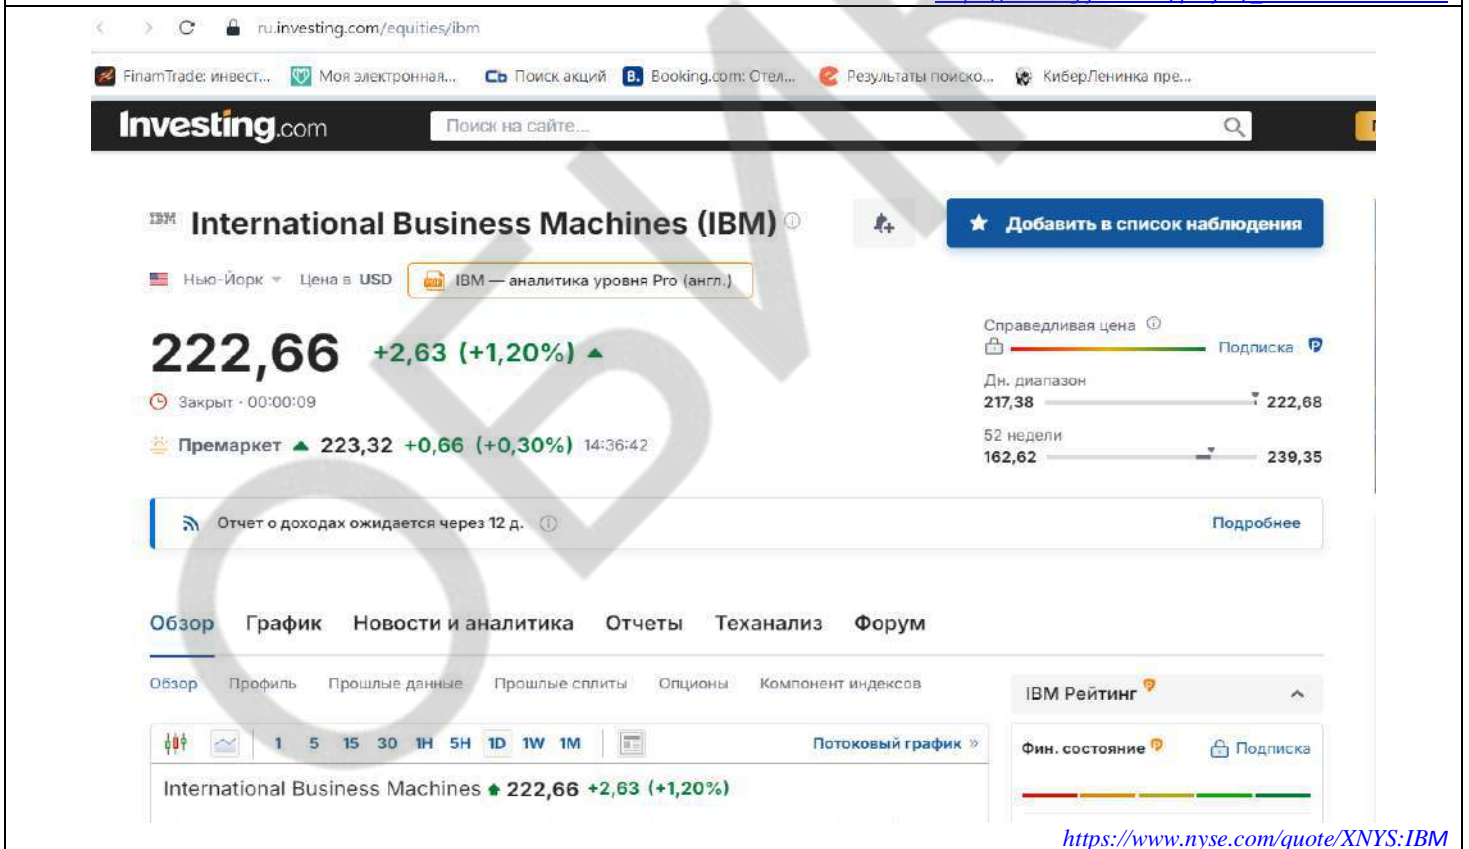 ru.investing.com/equities/ibm
FinamTrade: инвест... Моя электронная... Сь Поиск акций B. Booking.com: Отел... Результаты поиско... КиберЛенинка пре...
Investing.com Поиск на сайте...
IBM International Business Machines (IBM) Добавить в список наблюдения
Нью-Йорк Цена в USD IBM — аналитика уровня Pro (англ.)
222,66 +2,63 (+1,20%)
Справедливая цена
Подписка
Закрыт · 00:00:09
Дн. диапазон
217,38 222,68
Премаркет 223,32 +0,66 (+0,30%) 14:36:42
52 недели
162,62 239,35
Отчет о доходах ожидается через 12 д. Подробнее
Обзор График Новости и аналитика Отчеты Теханализ Форум
Обзор Профиль Прошлые данные Прошлые сплиты Опционы Компонент индексов
IBM Рейтинг
1 5 15 30 1H 5H 1D 1W 1M Потоковый график »
Фин. состояние Подписка
International Business Machines 222,66 +2,63 (+1,20%)
https://www.nyse.com/quote/XNYS:IBM